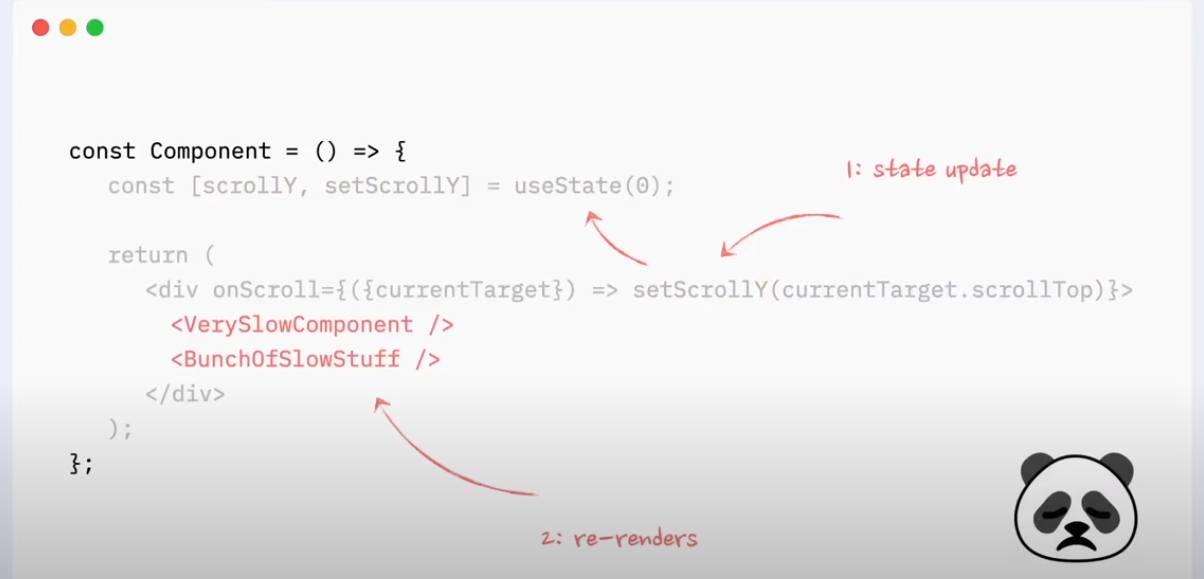 const Component = () => {
const [scrollY, setScrollY] = useState(0);
1: state update
return (
<div onScroll={({currentTarget}) => setScrollY(currentTarget.scrollTop)}>
<VerySlowComponent />
<BunchOfSlowStuff />
</div>
);
};
2: re-renders